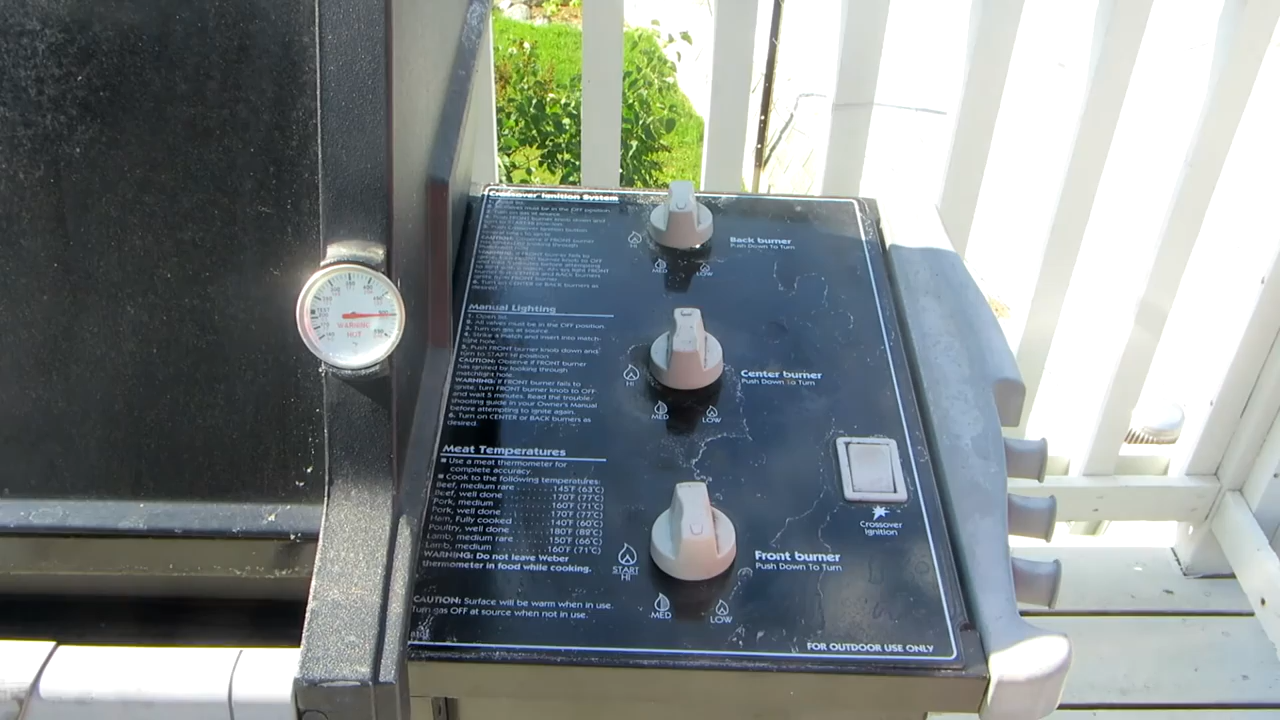 Crossover Ignition System
Manual Lighting
1. Open lid.
2. All valves must be in the OFF position.
3. Turn on gas at source.
4. Strike a match and insert into match-
light hole.
5. Push FRONT burner knob down and
turn to START HI position
CAUTION: Observe if FRONT burner
has ignited by looking through
matchlight hole.
WARNING: If FRONT burner fails to
ignite, turn FRONT burner knob to OFF
and wait 5 minutes. Read the trouble-
shooting guide in your Owner's Manual
before attempting to ignite again.
6. Turn on CENTER or BACK burners as
desired.
Meat Temperatures
Use a meat thermometer for
complete accuracy.
Cook to the following temperatures:
Beef, medium rare ........ 145°F (63°C)
Beef, well done ........ 170°F (77°C)
Pork, medium ........ 160°F (71°C)
Pork, well done ........ 170°F (77°C)
Ham, Fully cooked ........ 140°F (60°C)
Poultry, well done ........ 180°F (82°C)
Lamb, medium rare ........ 150°F (66°C)
Lamb, medium ........ 160°F (71°C)
WARNING: Do not leave Weber
thermometer in food while cooking.
CAUTION: Surface will be warm when in use.
Turn gas OFF at source when not in use.
HI
MED
LOW
Back burner
Push Down To Turn
HI
MED
LOW
Center burner
Push Down To Turn
START
HI
MED
LOW
Front burner
Push Down To Turn
Crossover
Ignition
FOR OUTDOOR USE ONLY
WARNING
HOT
°F